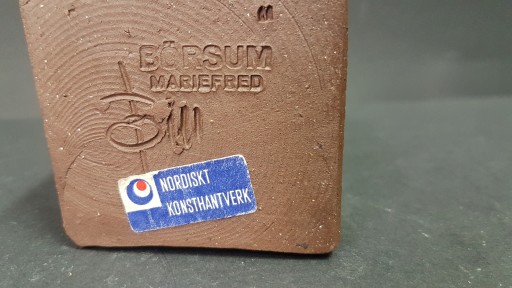 BÖRSUM
MARIEFRED
NORDISKT
KONSTHANTVERK